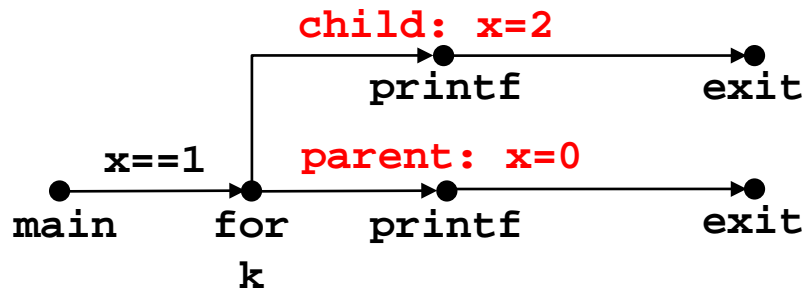 child: x=2
printf exit
x==1 parent: x=0
main for printf exit
k